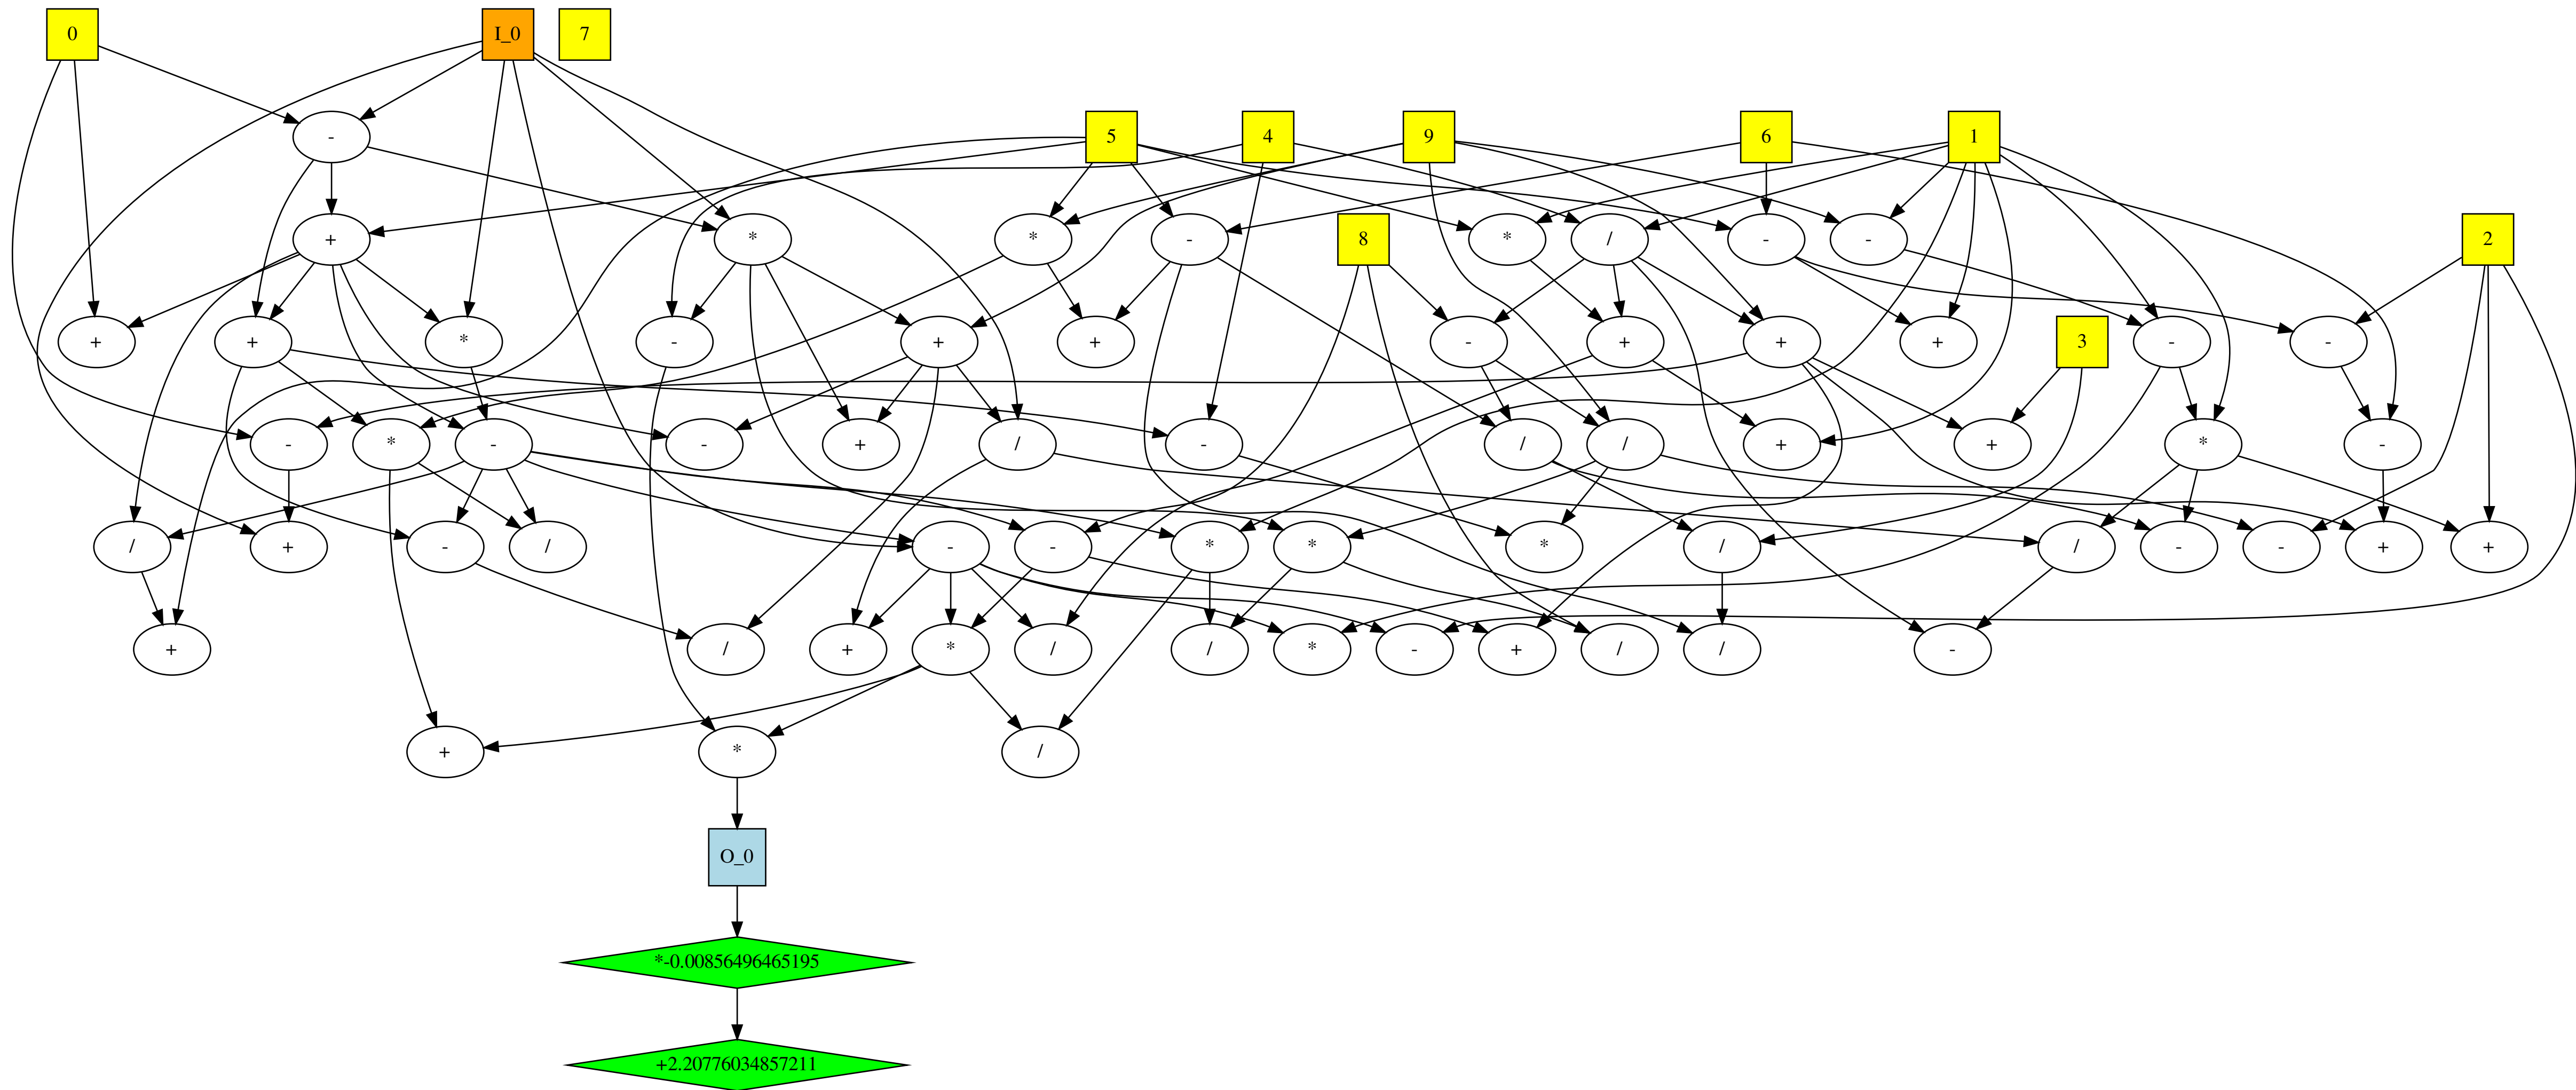 0 I_0 7
- 5 4 9 6 1
+ * * - 8 * / - - 2
+ + * - + + - + + + 3 - -
- * - - + / - / / + + * -
/ + - / - - * * * / / - - + +
+ / + * / / * - + / / -
+ * /
O_0
*-0.00856496465195
+2.20776034857211